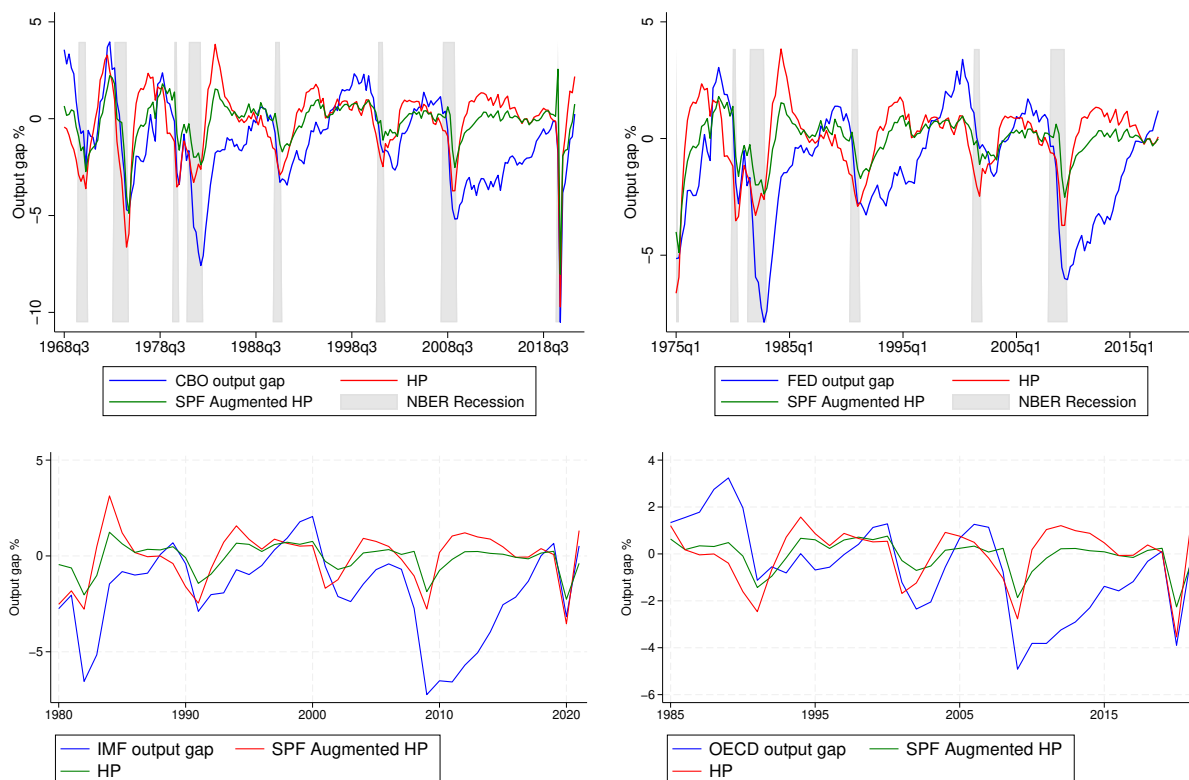 Output gap %
5
0
−5
−10
1968q3 1978q3 1988q3 1998q3 2008q3 2018q3
CBO output gap HP
SPF Augmented HP NBER Recession
Output gap %
5
0
−5
1975q1 1985q1 1995q1 2005q1 2015q1
FED output gap HP
SPF Augmented HP NBER Recession
Output gap %
5
0
−5
1980 1990 2000 2010 2020
IMF output gap SPF Augmented HP
HP
Output gap %
4
2
0
−2
−4
−6
1985 1995 2005 2015
OECD output gap SPF Augmented HP
HP